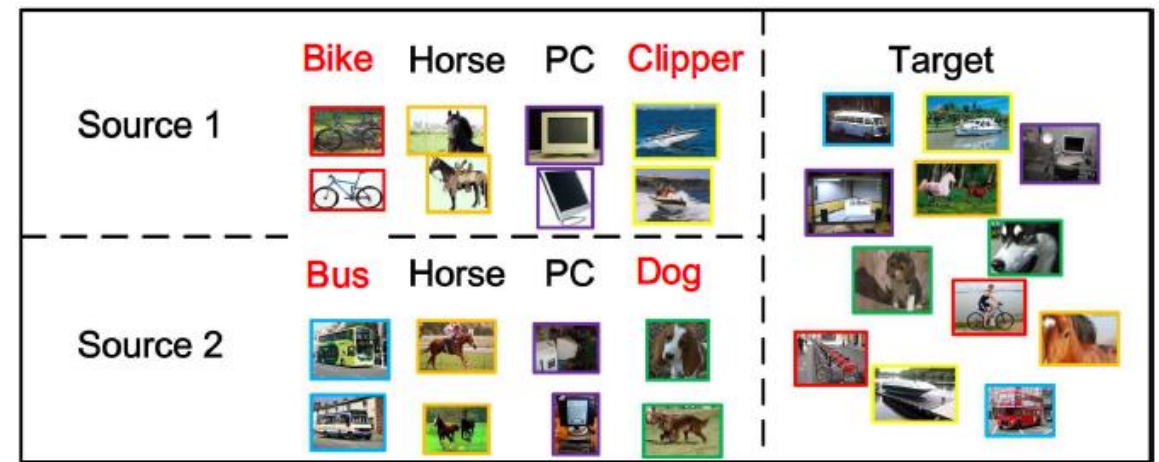 Bike Horse PC Clipper
Source 1
Bus Horse PC Dog
Source 2
Target